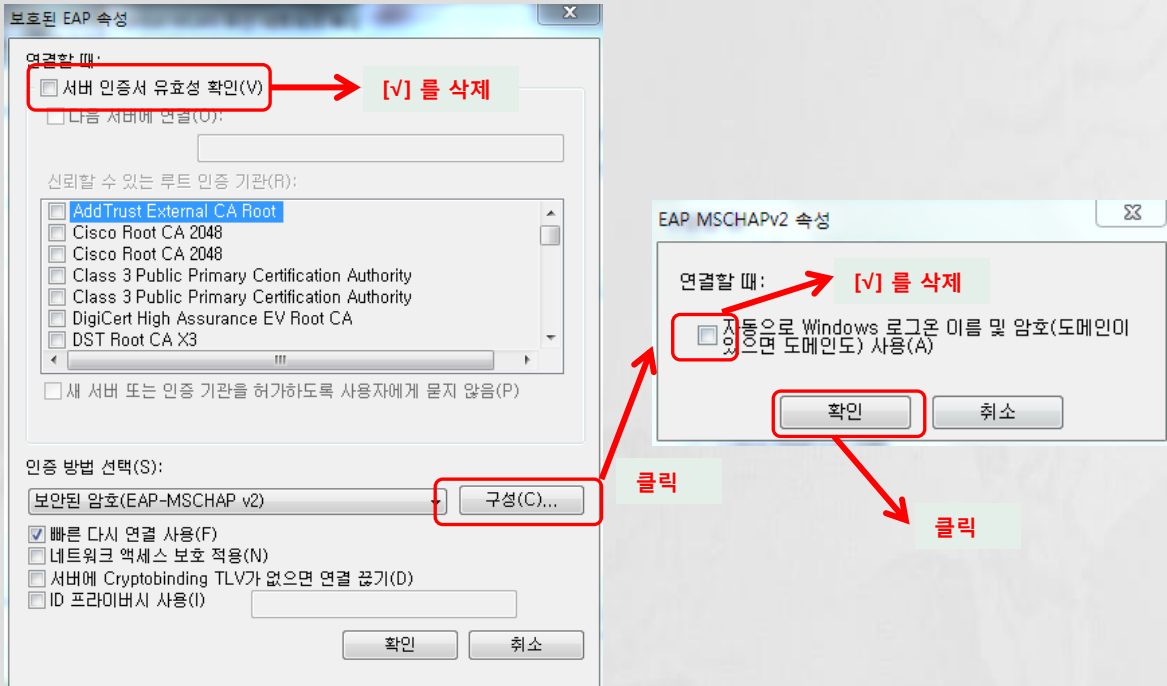 보호된 EAP 속성
연결할 때:
서버 인증서 유효성 확인(V)
[√] 를 삭제
다음 서버에 연결(O):
신뢰할 수 있는 루트 인증 기관(R):
AddTrust External CA Root
Cisco Root CA 2048
Cisco Root CA 2048
Class 3 Public Primary Certification Authority
Class 3 Public Primary Certification Authority
DigiCert High Assurance EV Root CA
DST Root CA X3
새 서버 또는 인증 기관을 허가하도록 사용자에게 묻지 않음(P)
인증 방법 선택(S):
보안된 암호(EAP-MSCHAP v2)
구성(C)...
클릭
빠른 다시 연결 사용(F)
네트워크 액세스 보호 적용(N)
서버에 Cryptobinding TLV가 없으면 연결 끊기(D)
ID 프라이버시 사용(I)
확인
취소
EAP MSCHAPv2 속성
연결할 때:
[√] 를 삭제
자동으로 Windows 로그온 이름 및 암호(도메인이
있으면 도메인도) 사용(A)
확인
취소
클릭